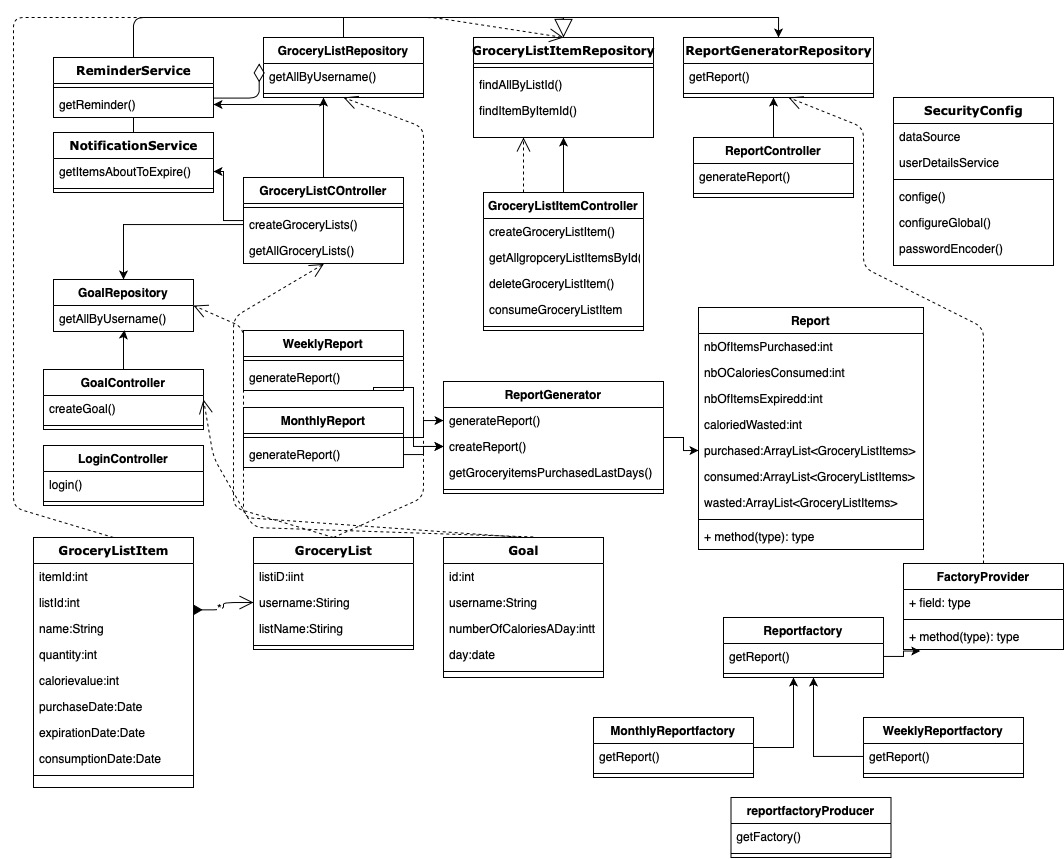 ReminderService
getReminder()
GroceryListRepository
getAllByUsername()
GroceryListItemRepository
findAllByListId()
findItemByItemId()
ReportGeneratorRepository
getReport()
SecurityConfig
dataSource
userDetailsService
confige()
configureGlobal()
passwordEncoder()
NotificationService
getItemsAboutToExpire()
ReportController
generateReport()
GroceryListCOntroller
createGroceryLists()
getAllGroceryLists()
GroceryListItemController
createGroceryListItem()
getAllgropceryListItemsById(
deleteGroceryListItem()
consumeGroceryListItem
GoalRepository
getAllByUsername()
WeeklyReport
generateReport()
MonthlyReport
generateReport()
GoalController
createGoal()
LoginController
login()
ReportGenerator
generateReport()
createReport()
getGroceryitemsPurchasedLastDays()
Report
nbOfItemsPurchased:int
nbOCaloriesConsumed:int
nbOfItemsExpiredd:int
caloriedWasted:int
purchased:ArrayList<GroceryListItems>
consumed:ArrayList<GroceryListItems>
wasted:ArrayList<GroceryListItems>
+ method(type): type
GroceryListItem
itemId:int
listId:int
name:String
quantity:int
calorievalue:int
purchaseDate:Date
expirationDate:Date
consumptionDate:Date
*
GroceryList
listiD:iint
username:Stiring
listName:Stiring
Goal
id:int
username:String
numberOfCaloriesADay:intt
day:date
FactoryProvider
+ field: type
+ method(type): type
Reportfactory
getReport()
MonthlyReportfactory
getReport()
WeeklyReportfactory
getReport()
reportfactoryProducer
getFactory()